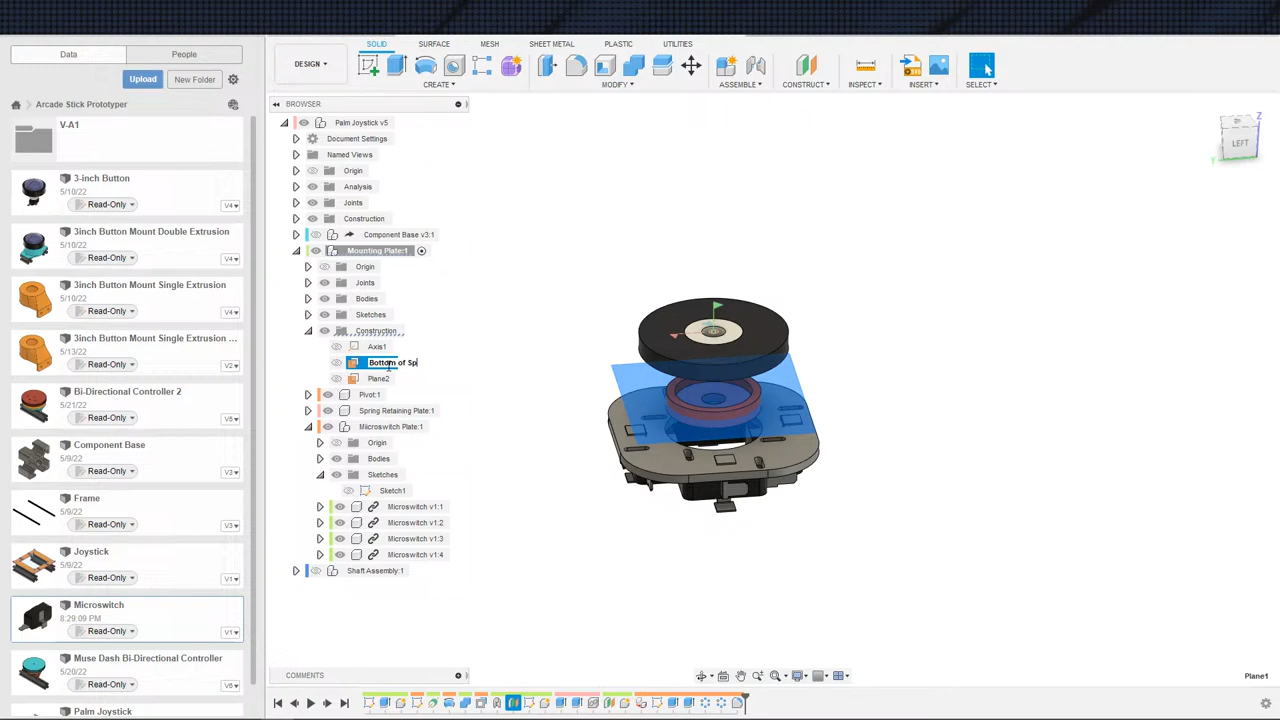 Data People
Upload New Folder
Arcade Stick Prototyper
V-A1
3-inch Button
5/10/22
Read-Only V4
3inch Button Mount Double Extrusion
5/10/22
Read-Only V4
3inch Button Mount Single Extrusion
5/10/22
Read-Only V4
3inch Button Mount Single Extrusion ...
5/13/22
Read-Only V2
Bi-Directional Controller 2
5/21/22
Read-Only V5
Component Base
5/9/22
Read-Only V3
Frame
5/9/22
Read-Only V3
Joystick
5/9/22
Read-Only V1
Microswitch
8:29:09 PM
Read-Only V1
Muse Dash Bi-Directional Controller
5/20/22
Read-Only V6
Palm Joystick
DESIGN
SOLID SURFACE MESH SHEET METAL PLASTIC UTILITIES
CREATE MODIFY ASSEMBLE CONSTRUCT INSPECT INSERT SELECT
BROWSER
Palm Joystick v5
Document Settings
Named Views
Origin
Analysis
Joints
Construction
Component Base v3:1
Mounting Plate:1
Origin
Joints
Bodies
Sketches
Construction
Axis1
Bottom of Sp
Plane2
Pivot:1
Spring Retaining Plate:1
Miicroswitch Plate:1
Origin
Bodies
Sketches
Sketch1
Microswitch v1:1
Microswitch v1:2
Microswitch v1:3
Microswitch v1:4
Shaft Assembly:1
Z
LEFT
Y
COMMENTS
Plane1